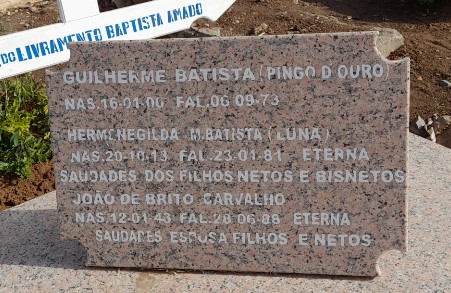 DO LIVRAMENTO BAPTISTA AMADO
GUILHERME BATISTA (PINGO D'OURO)
NAS.16-01-00 FAL.06 09-73
HERMENEGILDA M.BATISTA (LUNA)
NAS.20-10-13 FAL.23-01-81 ETERNA
SAUDADES DOS FILHOS NETOS E BISNETOS
JOÃO DE BRITO CARVALHO
NAS.12-01-43 FAL.28-06-88 ETERNA
SAUDADES ESPOSA FILHOS E NETOS